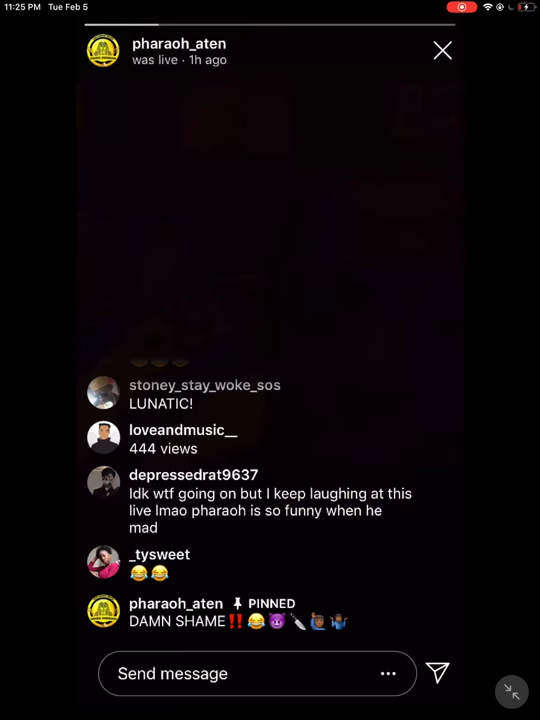 11:25 PM Tue Feb 5
pharaoh_aten
was live · 1h ago
stoney_stay_woke_sos
LUNATIC!
loveandmusic__
444 views
depressedrat9637
Idk wtf going on but I keep laughing at this
live lmao pharaoh is so funny when he
mad
_tysweet
😂😂
pharaoh_aten PINNED
DAMN SHAME‼️😂😈🔪🙋🏾‍♂️🤷🏾‍♂️
Send message